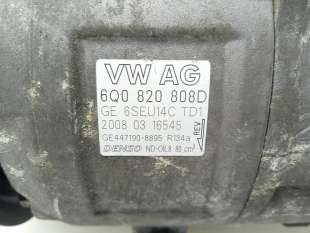 VW AG
6Q0 820 808D
GE 6SEU14C TD1
2008 03 16545
GE447190-8895 R134a
DENSO ND-OIL8 80 cm³
REV